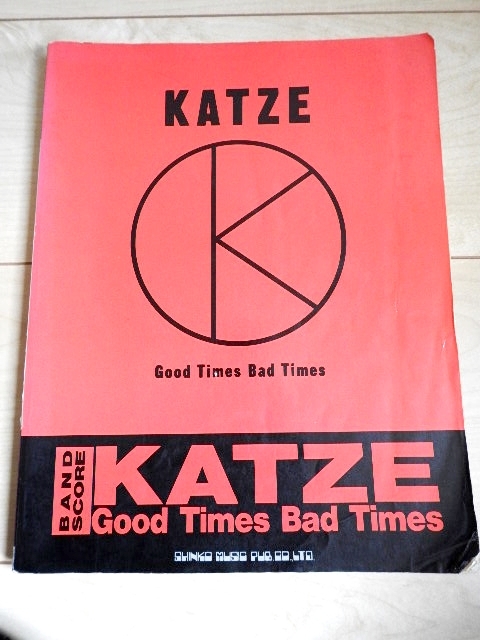 KATZE
K
Good Times Bad Times
BAND
SCORE
KATZE
Good Times Bad Times
SHINKO MUSIC PUB.CO.,LTD.